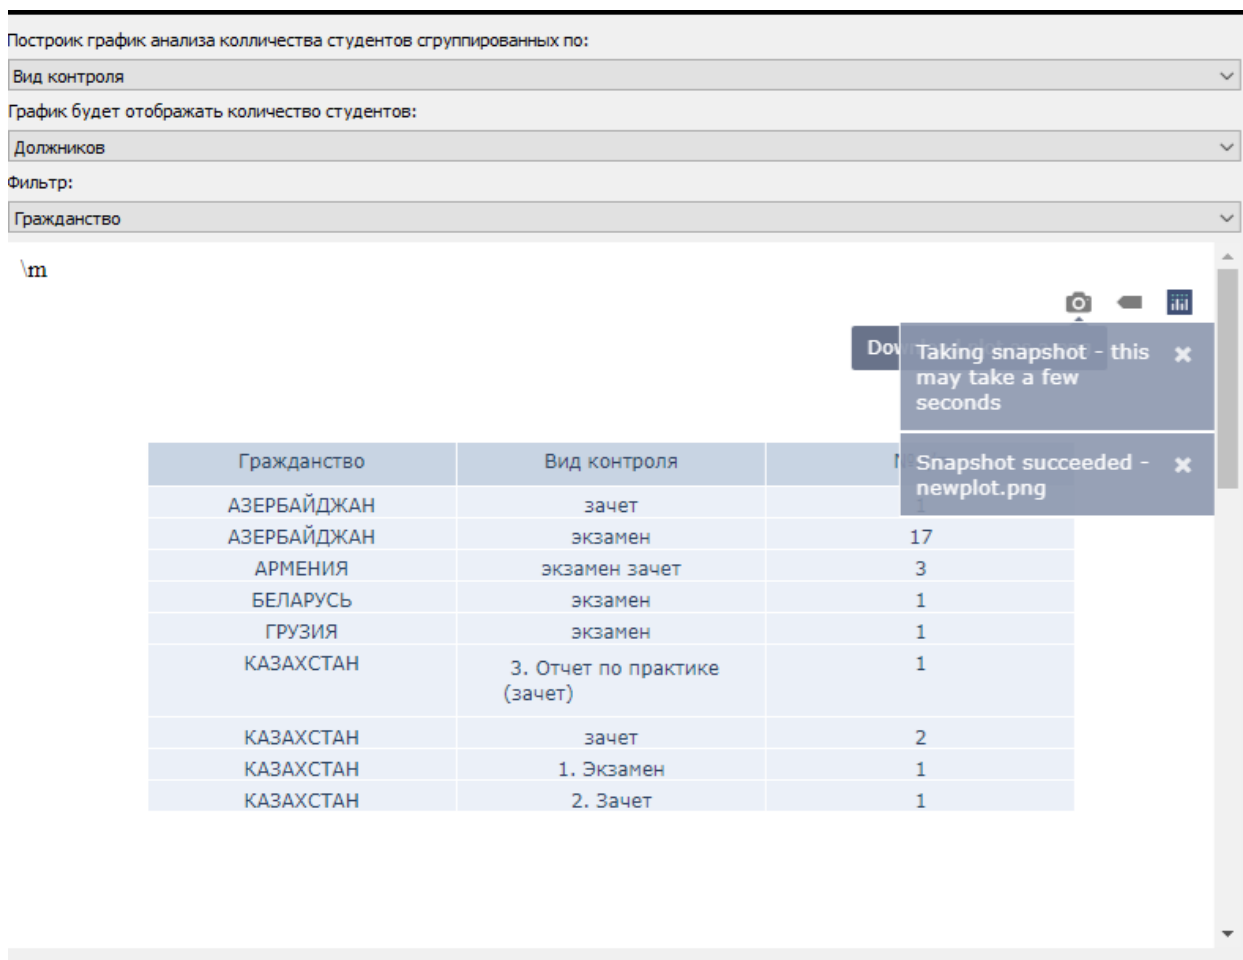 Построик график анализа колличества студентов сгруппированных по:
Вид контроля
График будет отображать количество студентов:
Должников
Фильтр:
Гражданство
\m
Taking snapshot - this
may take a few
seconds
Snapshot succeeded -
newplot.png
Гражданство Вид контроля
АЗЕРБАЙДЖАН зачет 1
АЗЕРБАЙДЖАН экзамен 17
АРМЕНИЯ экзамен зачет 3
БЕЛАРУСЬ экзамен 1
ГРУЗИЯ экзамен 1
КАЗАХСТАН 3. Отчет по практике 1
(зачет)
КАЗАХСТАН зачет 2
КАЗАХСТАН 1. Экзамен 1
КАЗАХСТАН 2. Зачет 1